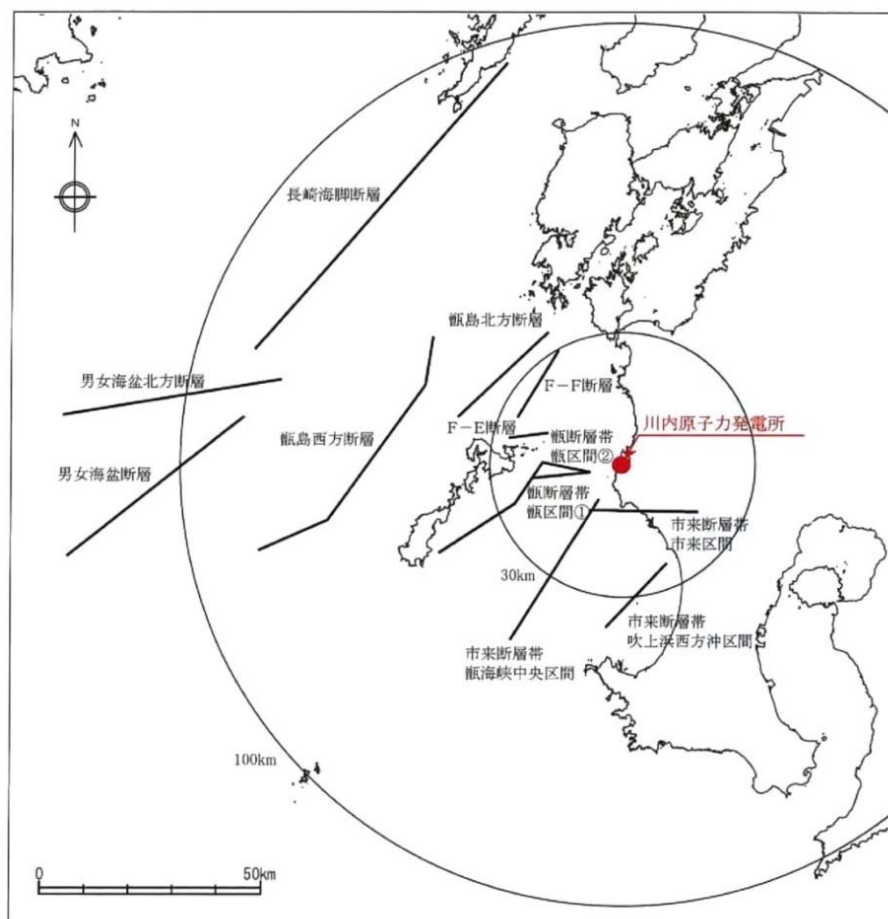 N
長崎海脚断層
甑島北方断層
男女海盆北方断層
F－F断層
川内原子力発電所
F－E断層
甑断層帯
甑区間②
甑島西方断層
男女海盆断層
甑断層帯
甑区間①
市来断層帯
市来区間
30km
市来断層帯
吹上浜西方沖区間
市来断層帯
甑海峡中央区間
100km
0
50km